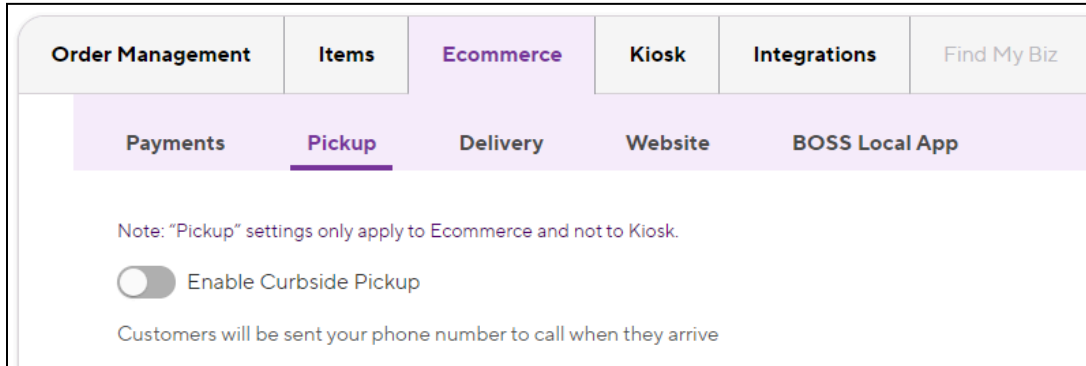 Order Management Items Ecommerce Kiosk Integrations Find My Biz
Payments Pickup Delivery Website BOSS Local App
Note: “Pickup” settings only apply to Ecommerce and not to Kiosk.
Enable Curbside Pickup
Customers will be sent your phone number to call when they arrive